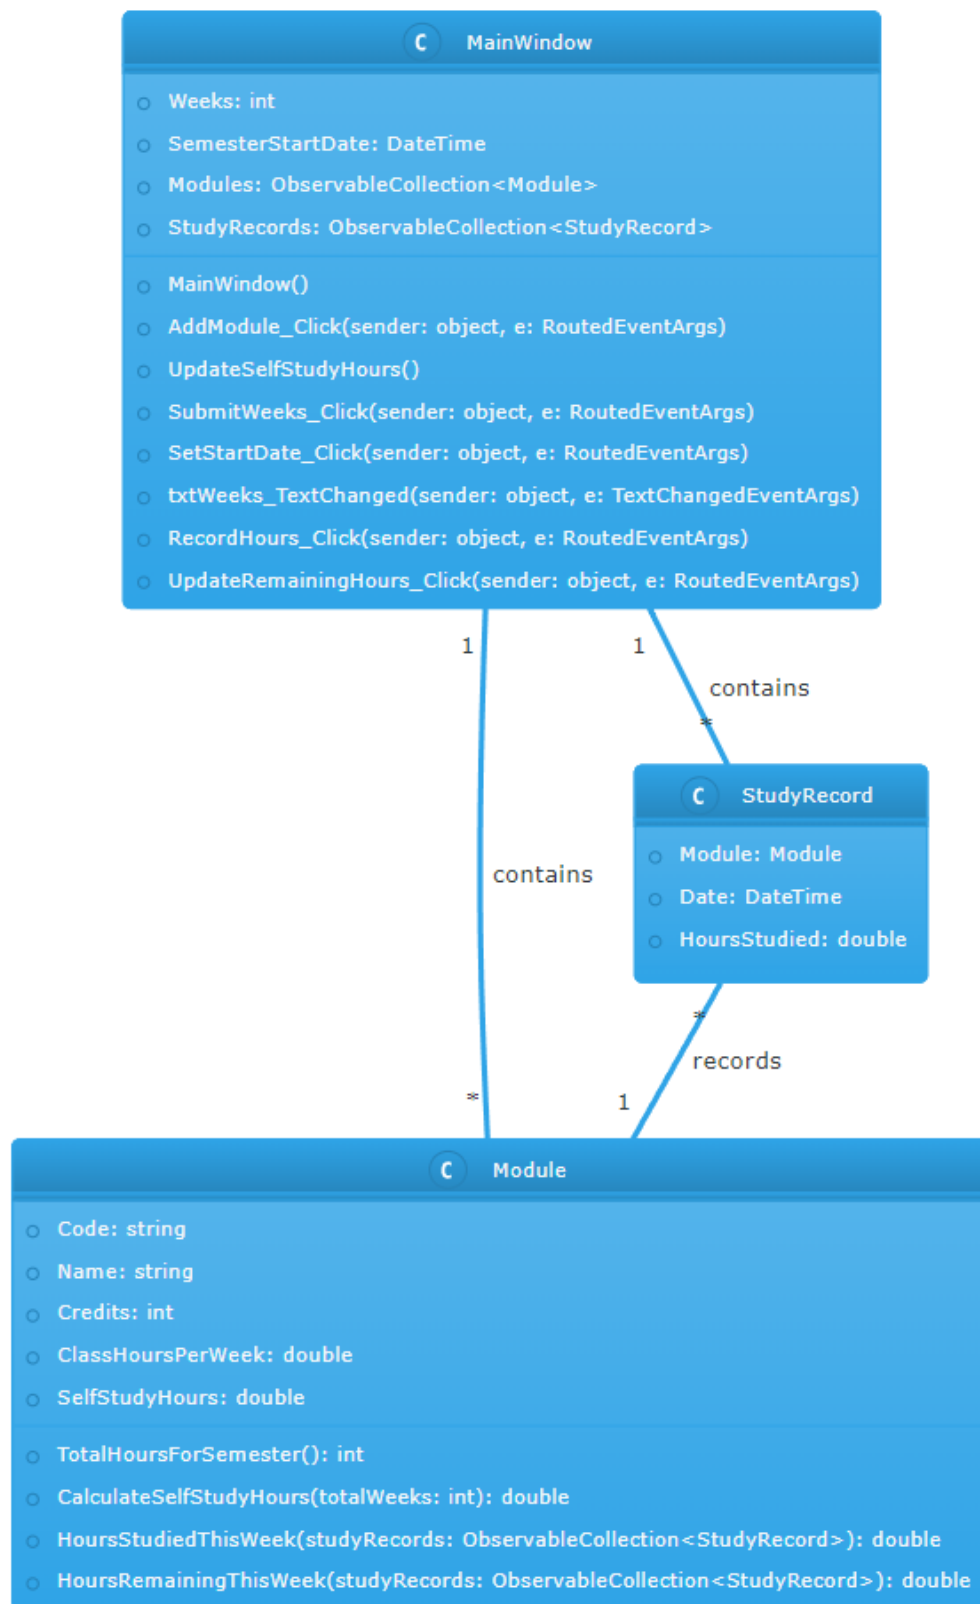 C MainWindow
Weeks: int
SemesterStartDate: DateTime
Modules: ObservableCollection<Module>
StudyRecords: ObservableCollection<StudyRecord>
MainWindow()
AddModule_Click(sender: object, e: RoutedEventArgs)
UpdateSelfStudyHours()
SubmitWeeks_Click(sender: object, e: RoutedEventArgs)
SetStartDate_Click(sender: object, e: RoutedEventArgs)
txtWeeks_TextChanged(sender: object, e: TextChangedEventArgs)
RecordHours_Click(sender: object, e: RoutedEventArgs)
UpdateRemainingHours_Click(sender: object, e: RoutedEventArgs)
1
1
contains
*
C StudyRecord
Module: Module
Date: DateTime
HoursStudied: double
contains
*
records
*
1
C Module
Code: string
Name: string
Credits: int
ClassHoursPerWeek: double
SelfStudyHours: double
TotalHoursForSemester(): int
CalculateSelfStudyHours(totalWeeks: int): double
HoursStudiedThisWeek(studyRecords: ObservableCollection<StudyRecord>): double
HoursRemainingThisWeek(studyRecords: ObservableCollection<StudyRecord>): double